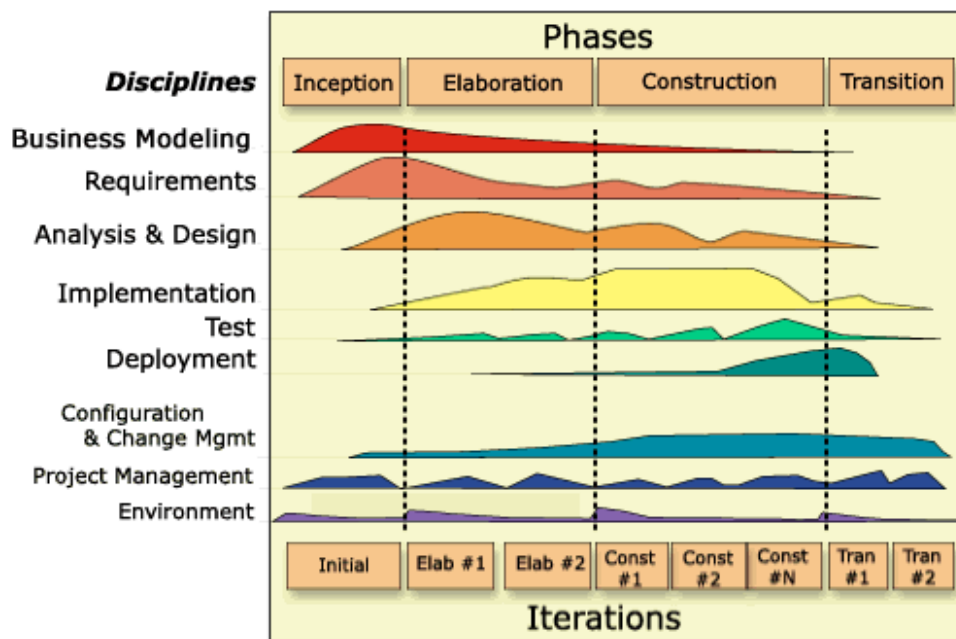 Phases
Disciplines
Inception
Elaboration
Construction
Transition
Business Modeling
Requirements
Analysis & Design
Implementation
Test
Deployment
Configuration
& Change Mgmt
Project Management
Environment
Initial
Elab #1
Elab #2
Const
#1
Const
#2
Const
#N
Tran
#1
Tran
#2
Iterations